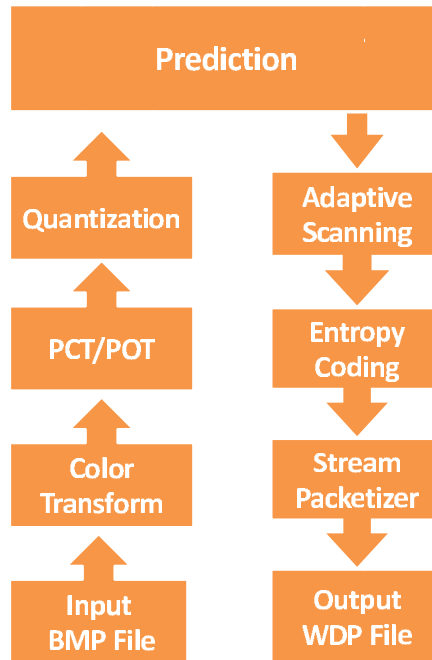 Prediction
Quantization
PCT/POT
Color
Transform
Input
BMP File
Adaptive
Scanning
Entropy
Coding
Stream
Packetizer
Output
WDP File